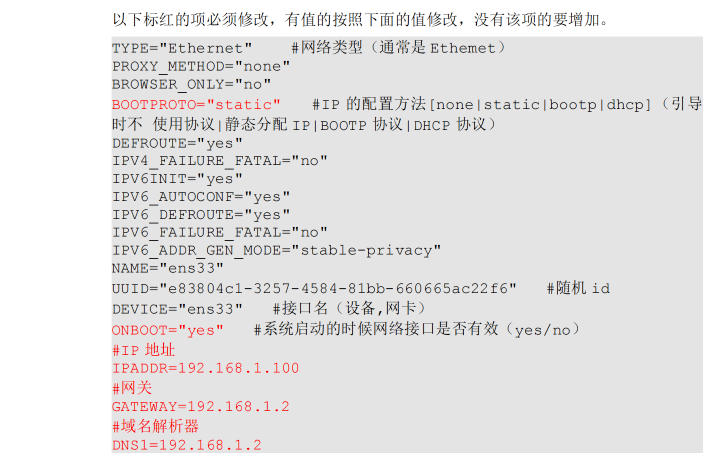 以下标红的项必须修改，有值的按照下面的值修改，没有该项的要增加。
TYPE="Ethernet"    #网络类型（通常是 Ethemet）
PROXY_METHOD="none"
BROWSER_ONLY="no"
BOOTPROTO="static"   #IP 的配置方法[none|static|bootp|dhcp]（引导
时不 使用协议|静态分配 IP|BOOTP 协议|DHCP 协议）
DEFROUTE="yes"
IPV4_FAILURE_FATAL="no"
IPV6INIT="yes"
IPV6_AUTOCONF="yes"
IPV6_DEFROUTE="yes"
IPV6_FAILURE_FATAL="no"
IPV6_ADDR_GEN_MODE="stable-privacy"
NAME="ens33"
UUID="e83804c1-3257-4584-81bb-660665ac22f6"   #随机 id
DEVICE="ens33"   #接口名（设备,网卡）
ONBOOT="yes"   #系统启动的时候网络接口是否有效（yes/no）
#IP 地址
IPADDR=192.168.1.100
#网关
GATEWAY=192.168.1.2
#域名解析器
DNS1=192.168.1.2